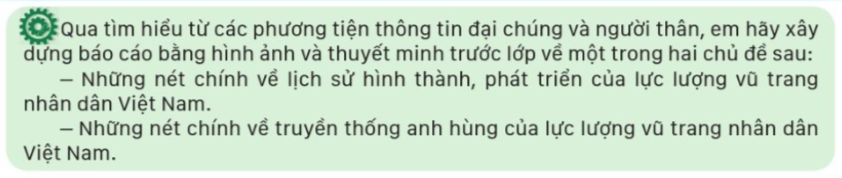 Qua tìm hiểu từ các phương tiện thông tin đại chúng và người thân, em hãy xây
dựng báo cáo bằng hình ảnh và thuyết minh trước lớp về một trong hai chủ đề sau:
– Những nét chính về lịch sử hình thành, phát triển của lực lượng vũ trang
nhân dân Việt Nam.
– Những nét chính về truyền thống anh hùng của lực lượng vũ trang nhân dân
Việt Nam.